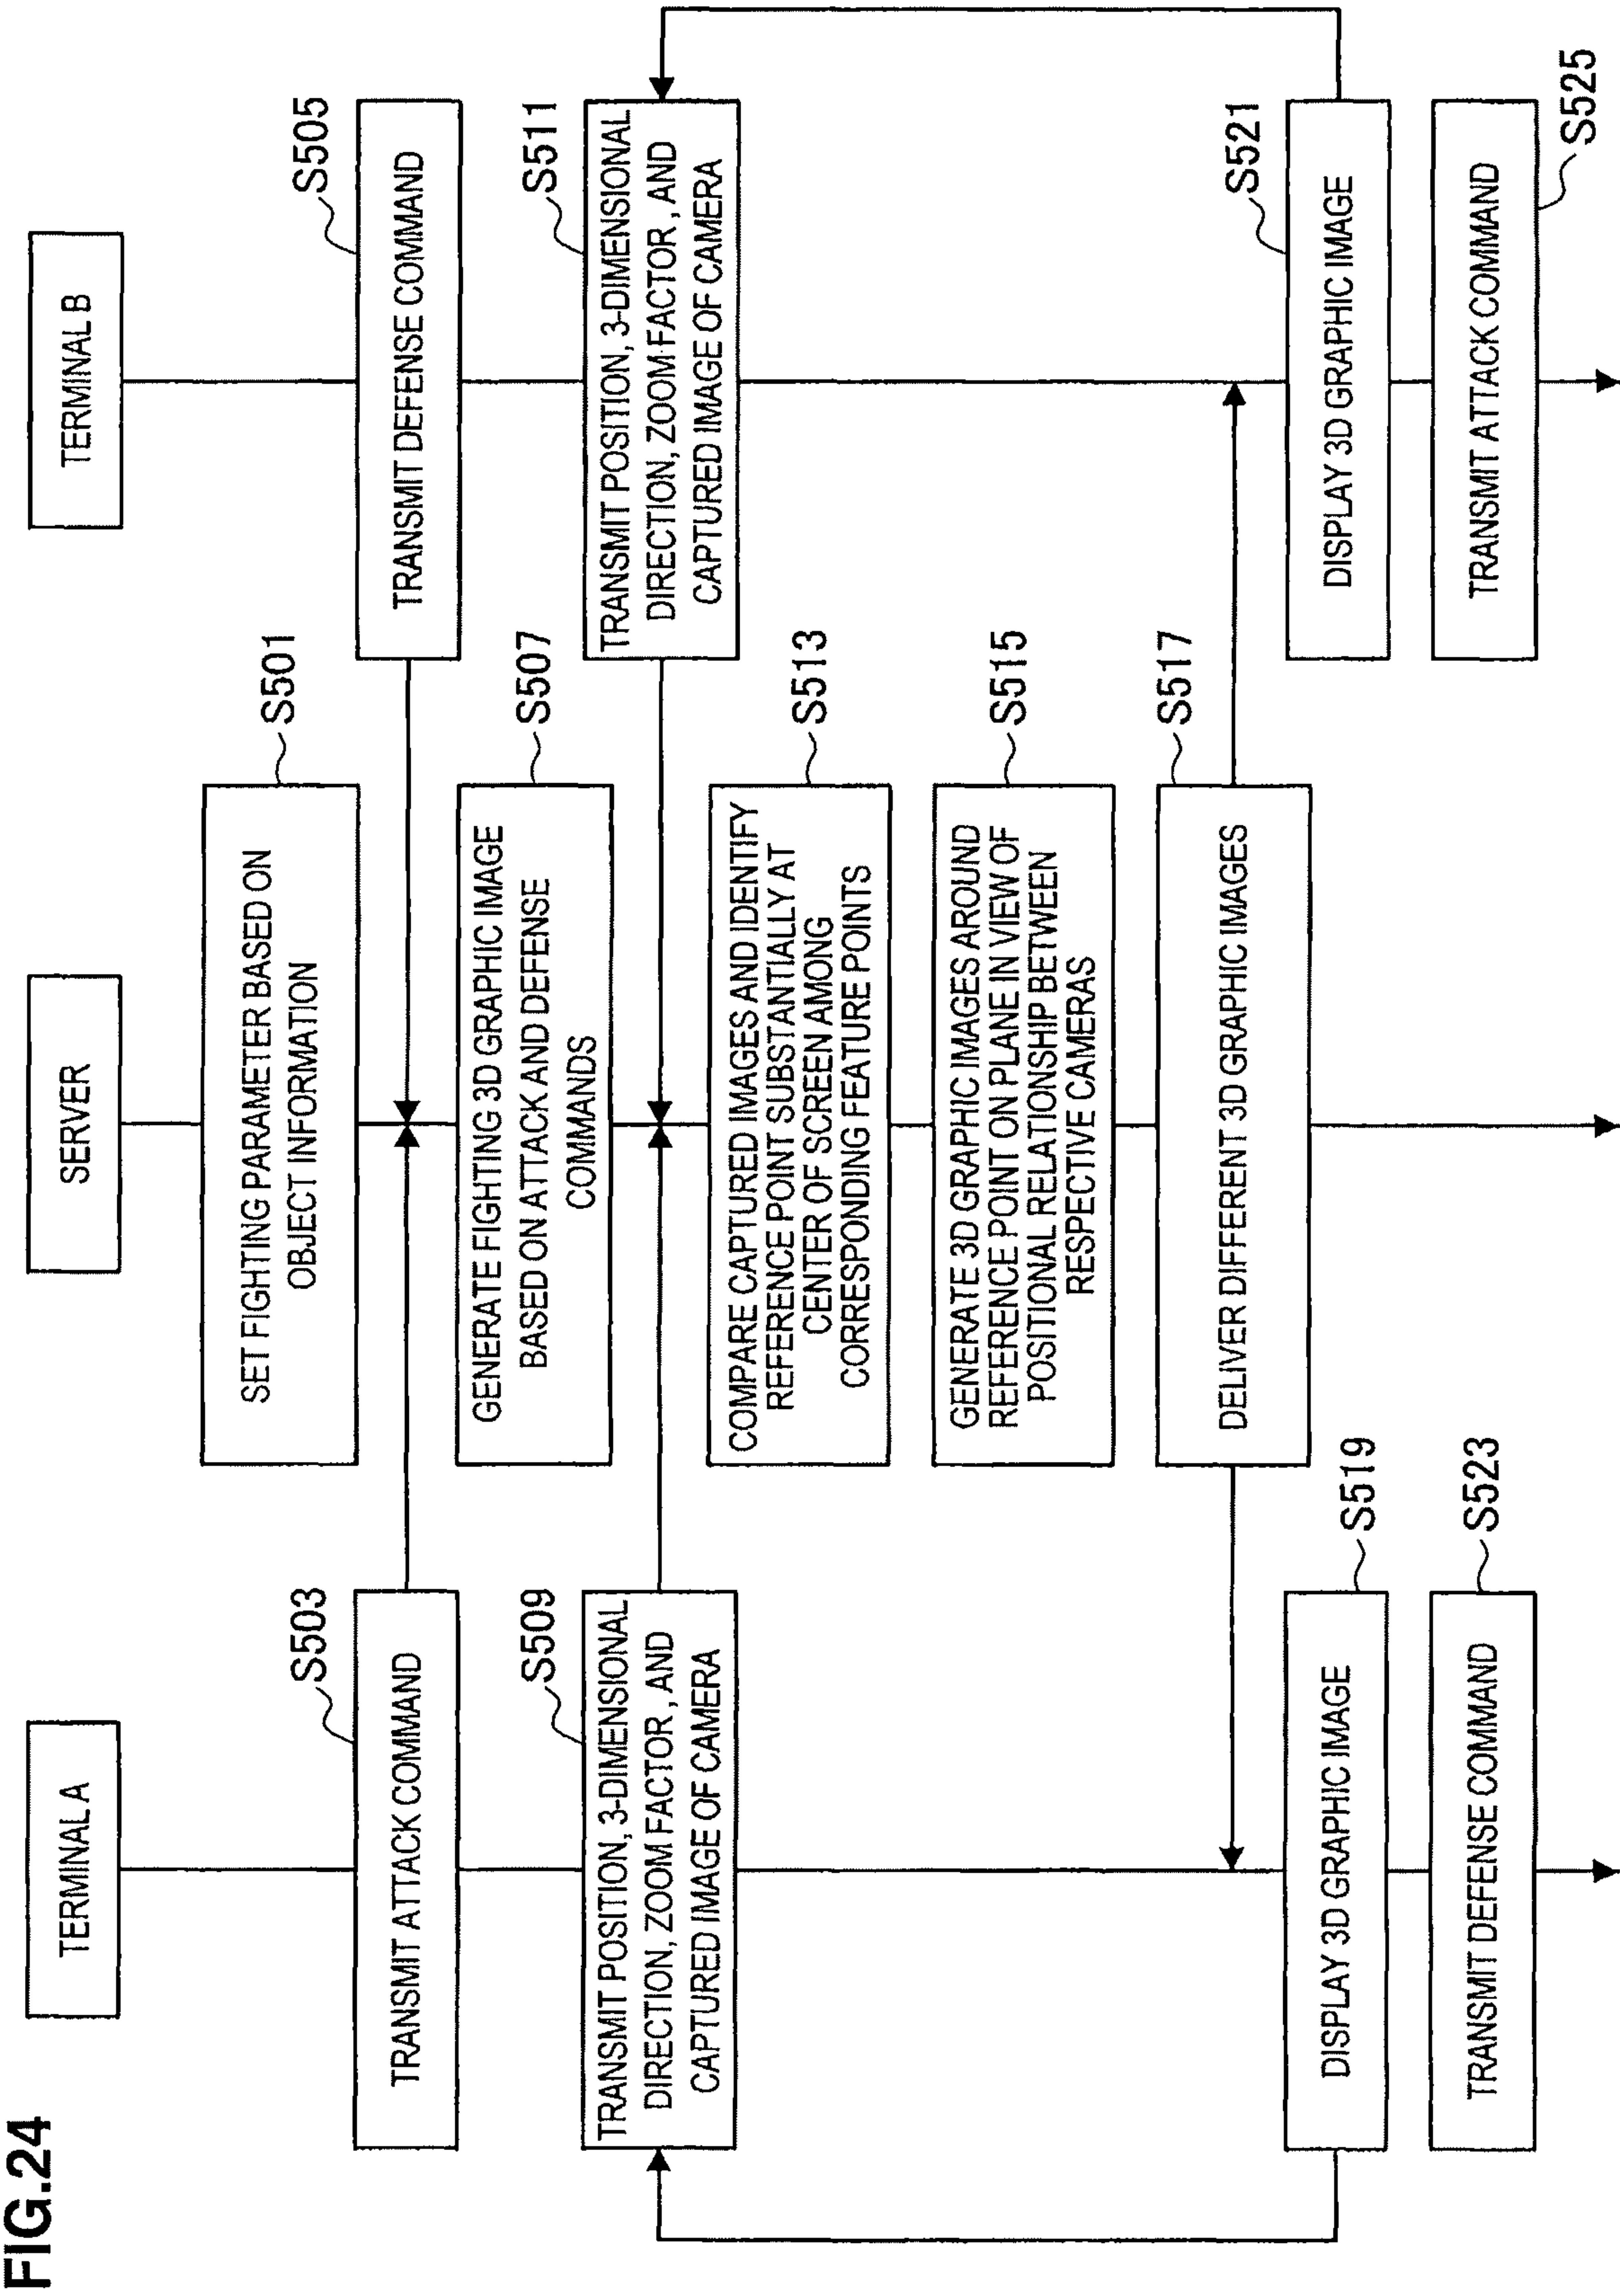 FIG.24
TERMINAL A
SERVER
TERMINAL B
S501
SET FIGHTING PARAMETER BASED ON
OBJECT INFORMATION
S503
TRANSMIT ATTACK COMMAND
S505
TRANSMIT DEFENSE COMMAND
S507
GENERATE FIGHTING 3D GRAPHIC IMAGE
BASED ON ATTACK AND DEFENSE
COMMANDS
S509
TRANSMIT POSITION, 3-DIMENSIONAL
DIRECTION, ZOOM FACTOR, AND
CAPTURED IMAGE OF CAMERA
S511
TRANSMIT POSITION, 3-DIMENSIONAL
DIRECTION, ZOOM FACTOR, AND
CAPTURED IMAGE OF CAMERA
S513
COMPARE CAPTURED IMAGES AND IDENTIFY
REFERENCE POINT SUBSTANTIALLY AT
CENTER OF SCREEN AMONG
CORRESPONDING FEATURE POINTS
S515
GENERATE 3D GRAPHIC IMAGES AROUND
REFERENCE POINT ON PLANE IN VIEW OF
POSITIONAL RELATIONSHIP BETWEEN
RESPECTIVE CAMERAS
S517
DELIVER DIFFERENT 3D GRAPHIC IMAGES
S519
DISPLAY 3D GRAPHIC IMAGE
S521
DISPLAY 3D GRAPHIC IMAGE
S523
TRANSMIT DEFENSE COMMAND
S525
TRANSMIT ATTACK COMMAND